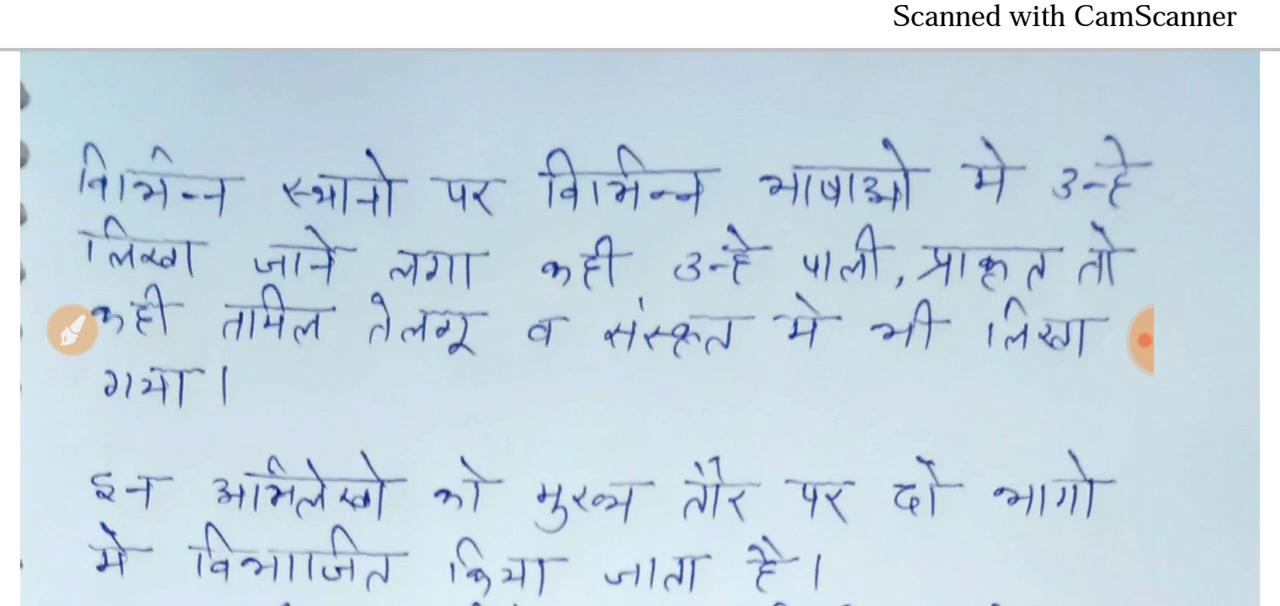 Scanned with CamScanner
विभिन्न स्थानो पर विभिन्न भाषाओ मे उन्हे
लिखा जाने लगा कही उन्हे पाली, प्राकृत तो
कही तामिल तेलगू व संस्कृत मे भी लिखा
गया।
इन अभिलेखो को मुख्य तौर पर दो भागो
मे विभाजित किया जाता है।